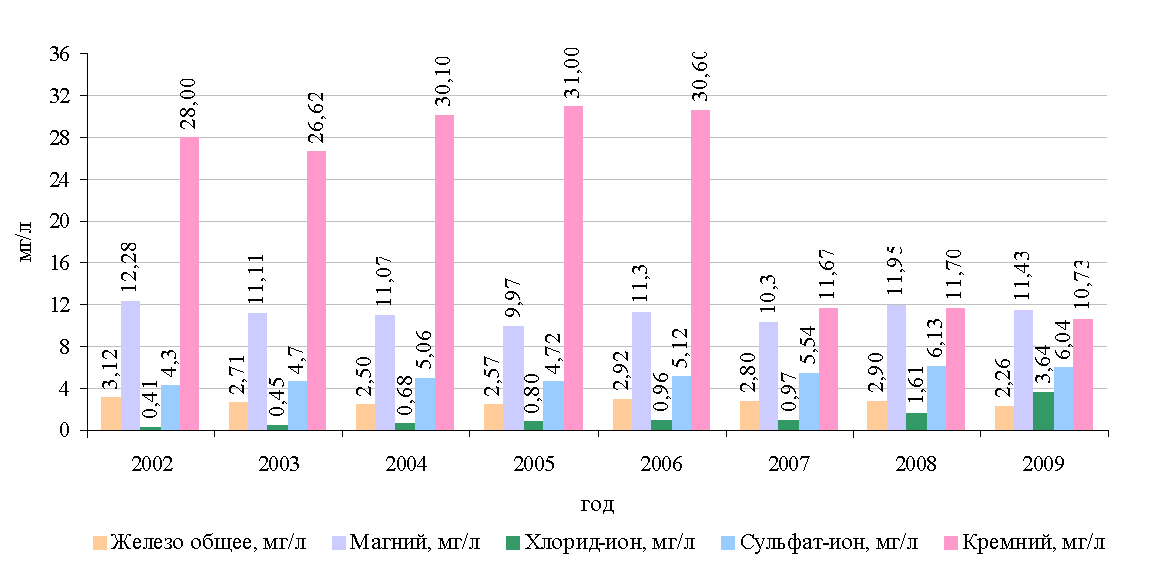 36
32
28
24
20
16
12
8
4
0
мг/л
3,12 12,28 0,41 4,3 28,00
2,71 11,11 0,45 4,7 26,62
2,50 11,07 0,68 5,06 30,10
2,57 9,97 0,80 4,72 31,00
2,92 11,3 0,96 5,12 30,60
2,80 10,3 0,97 5,54 11,67
2,90 11,95 1,61 6,13 11,70
2,26 11,43 3,64 6,04 10,73
2002 2003 2004 2005 2006 2007 2008 2009
год
Железо общее, мг/л Магний, мг/л Хлорид-ион, мг/л Сульфат-ион, мг/л Кремний, мг/л